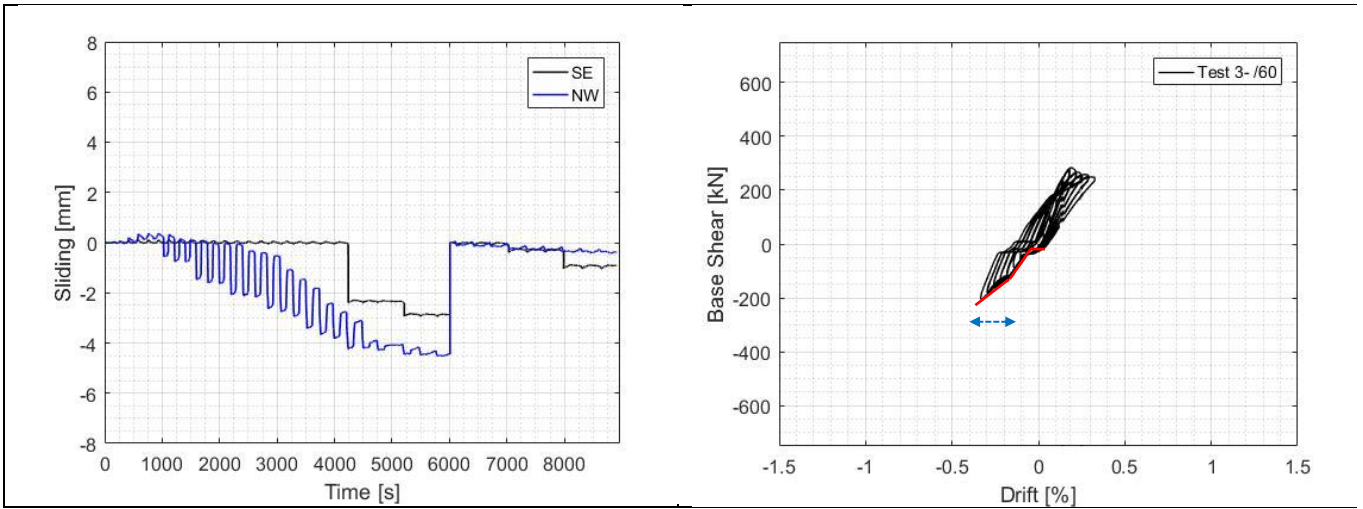 8
6
4
2
0
-2
-4
-6
-8
Sliding [mm]
SE
NW
0 1000 2000 3000 4000 5000 6000 7000 8000
Time [s]
600
400
200
0
-200
-400
-600
Base Shear [kN]
Test 3- /60
-1.5 -1 -0.5 0 0.5 1 1.5
Drift [%]